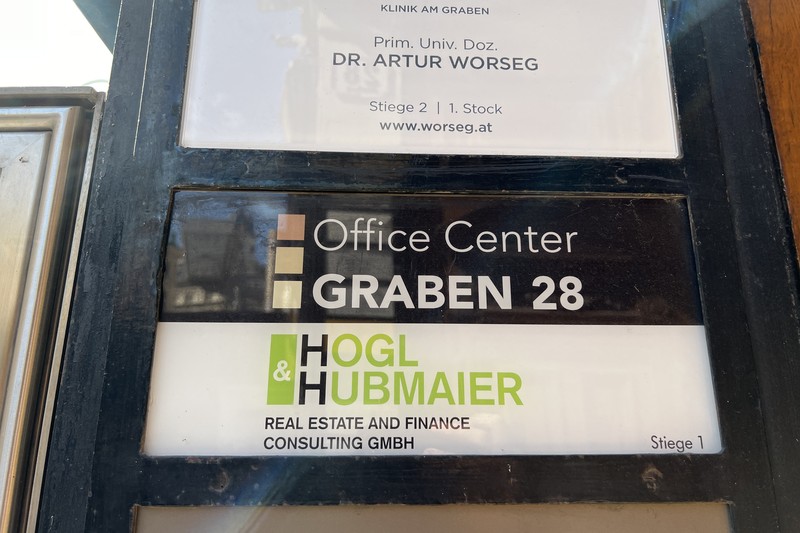 KLINIK AM GRABEN
Prim. Univ. Doz.
DR. ARTUR WORSEG
Stiege 2 | 1. Stock
www.worseg.at
Office Center
GRABEN 28
HOGL
& HUBMAIER
REAL ESTATE AND FINANCE
CONSULTING GMBH
Stiege 1